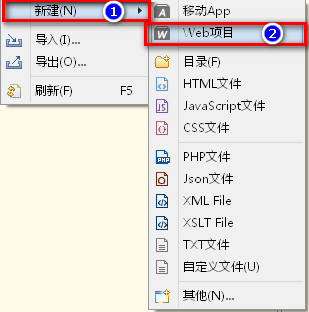 新建(N)
1
导入(I)...
导出(O)...
刷新(F) F5
移动App
Web项目
2
目录(F)
HTML文件
JavaScript文件
CSS文件
PHP文件
Json文件
XML File
XSLT File
TXT文件
自定义文件(U)
其他(N)...